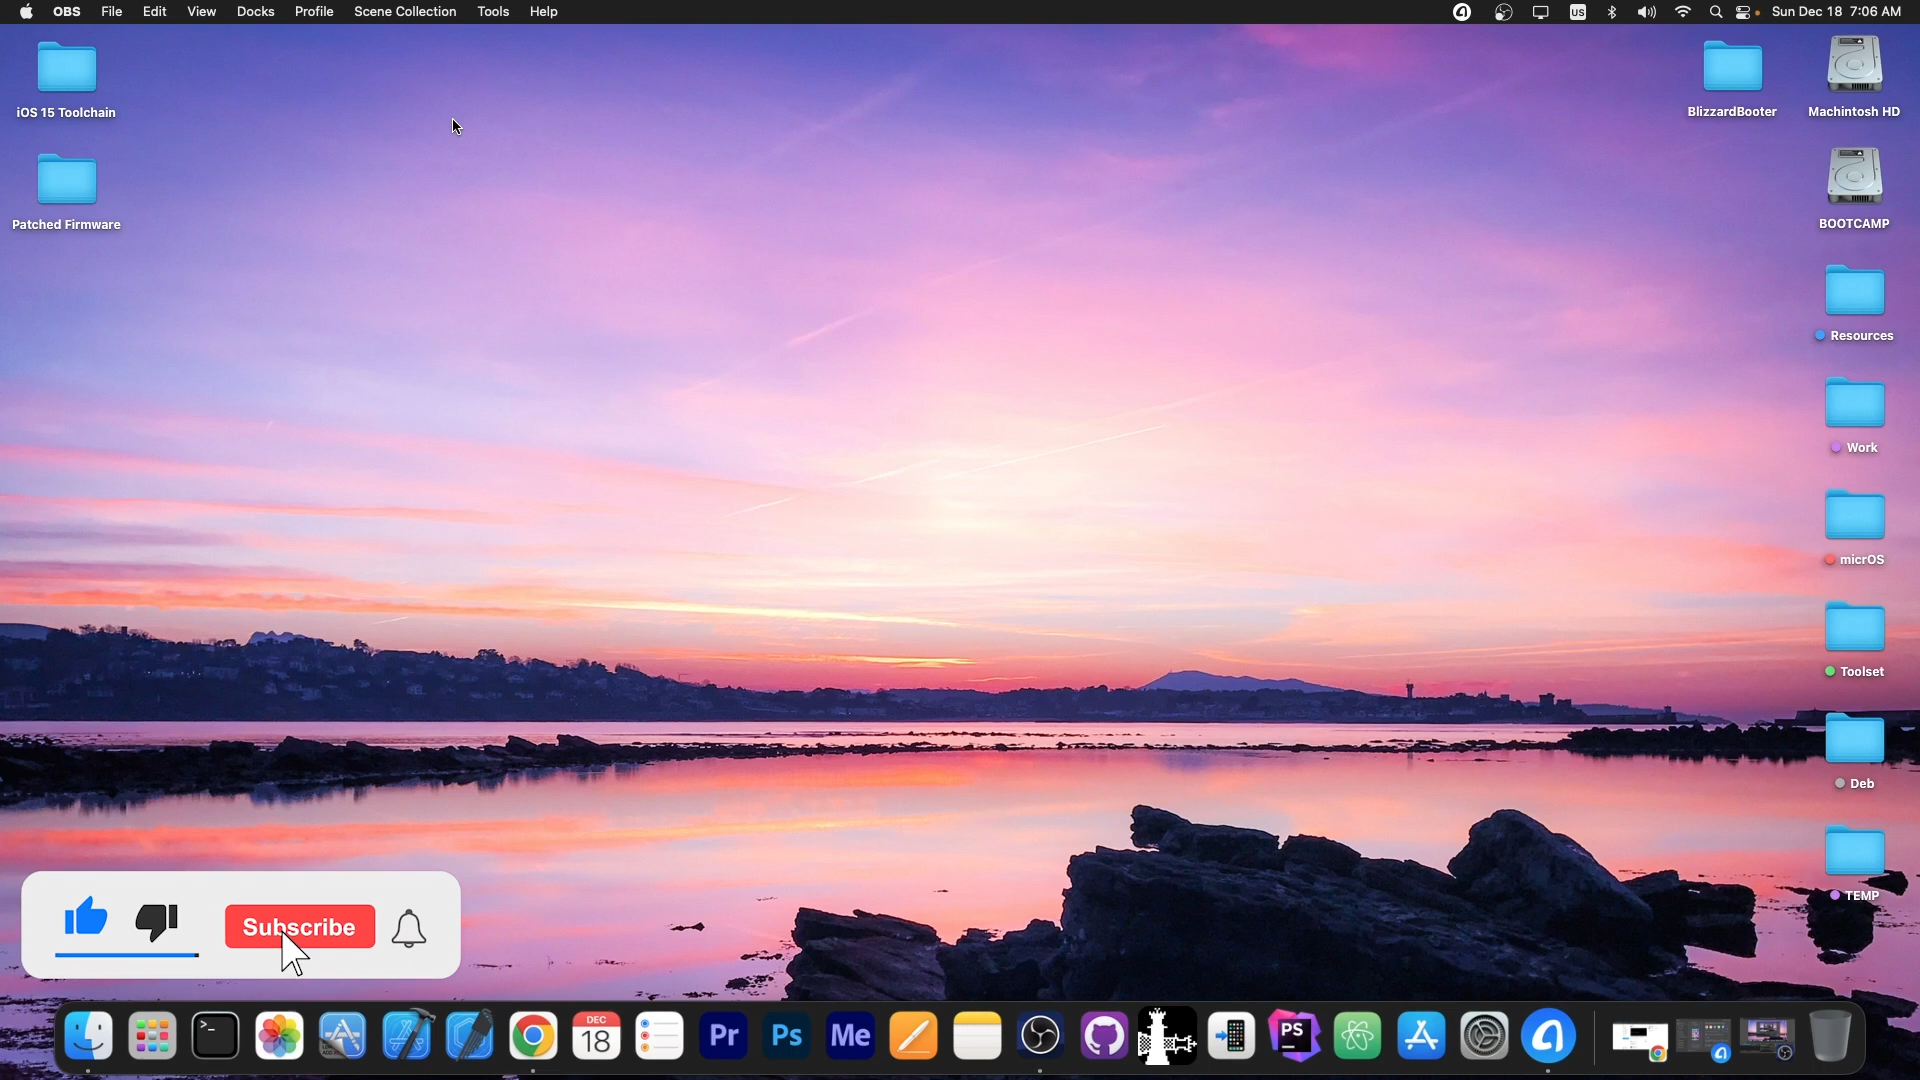 OBS File Edit View Docks Profile Scene Collection Tools Help US Sun Dec 18 7:06 AM
iOS 15 Toolchain
BlizzardBooter
Machintosh HD
Patched Firmware
BOOTCAMP
Resources
Work
micrOS
Toolset
Deb
TEMP
Subscribe
DEC
18
>_
Pr
Ps
Me
PS